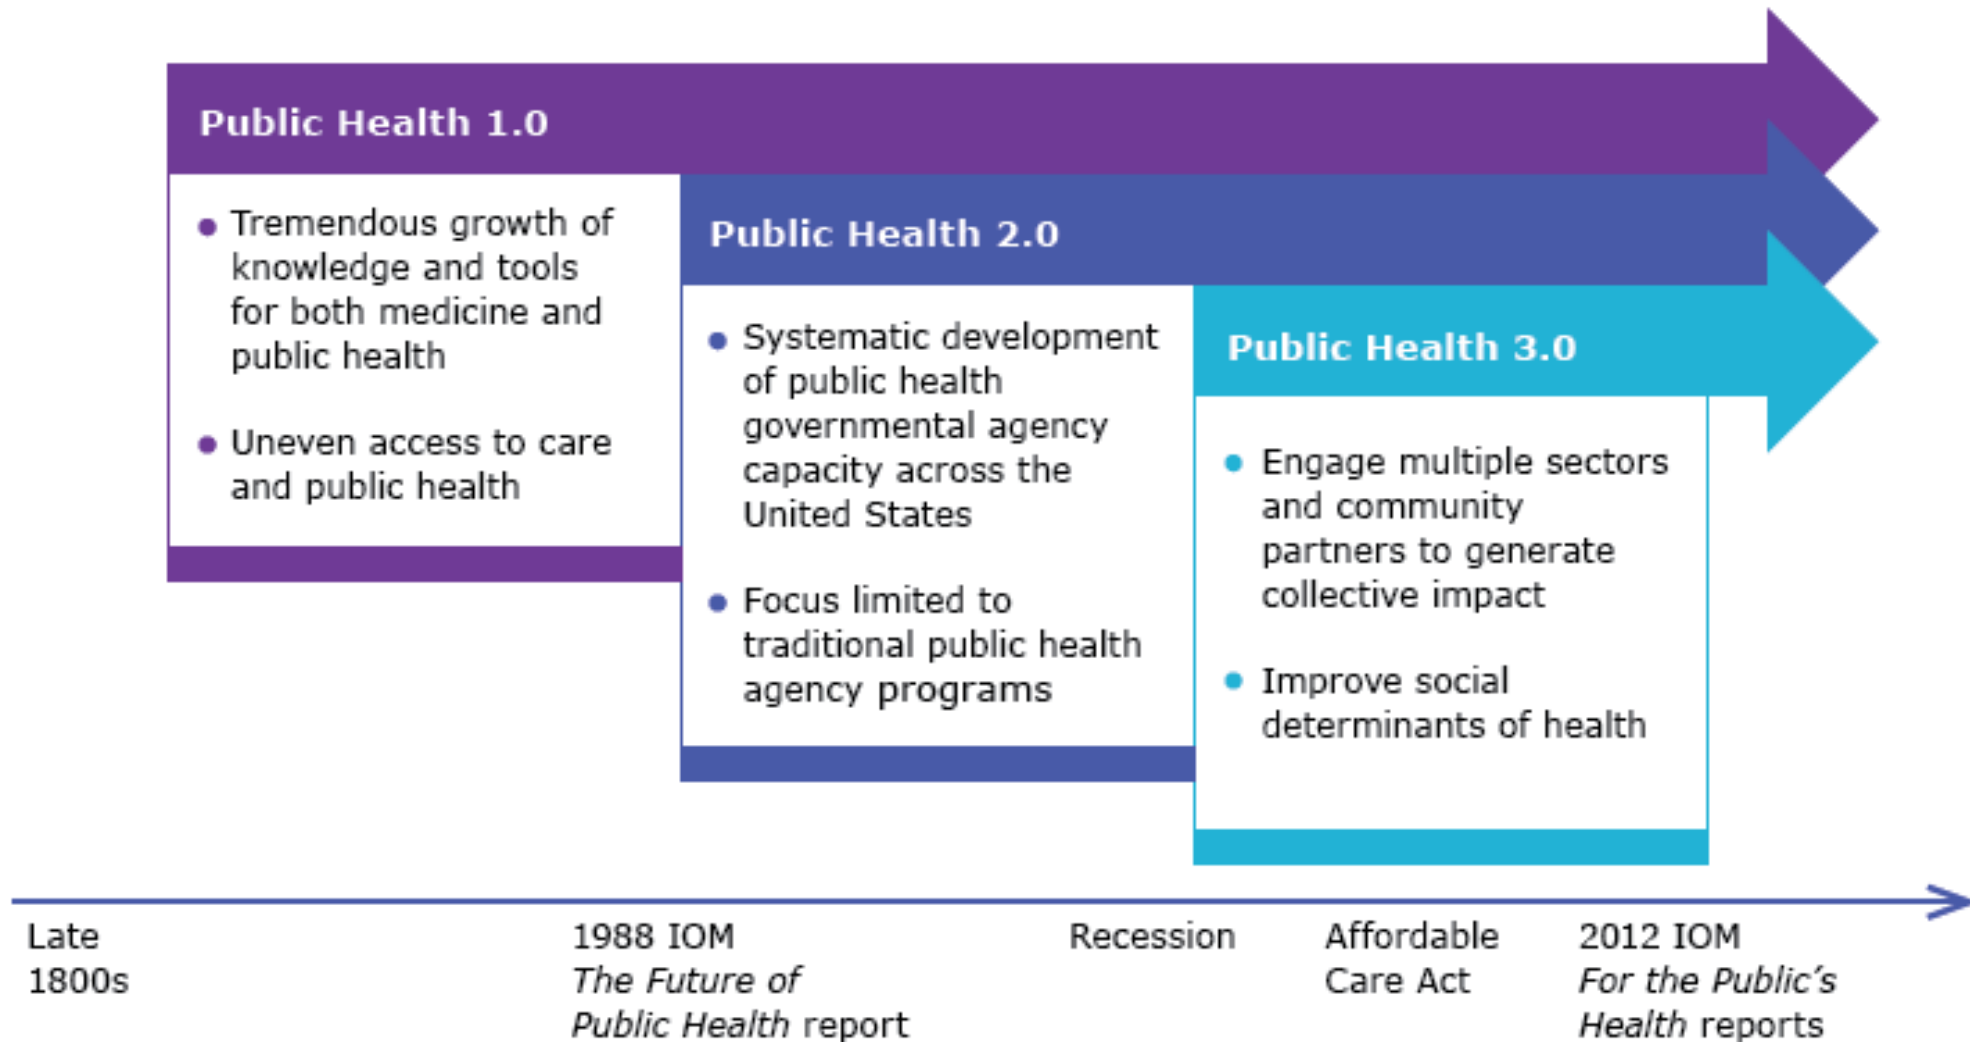 Public Health 1.0
● Tremendous growth of
knowledge and tools
for both medicine and
public health
● Uneven access to care
and public health
Public Health 2.0
● Systematic development
of public health
governmental agency
capacity across the
United States
● Focus limited to
traditional public health
agency programs
Public Health 3.0
● Engage multiple sectors
and community
partners to generate
collective impact
● Improve social
determinants of health
Late
1800s
1988 IOM
The Future of
Public Health report
Recession
Affordable
Care Act
2012 IOM
For the Public’s
Health reports